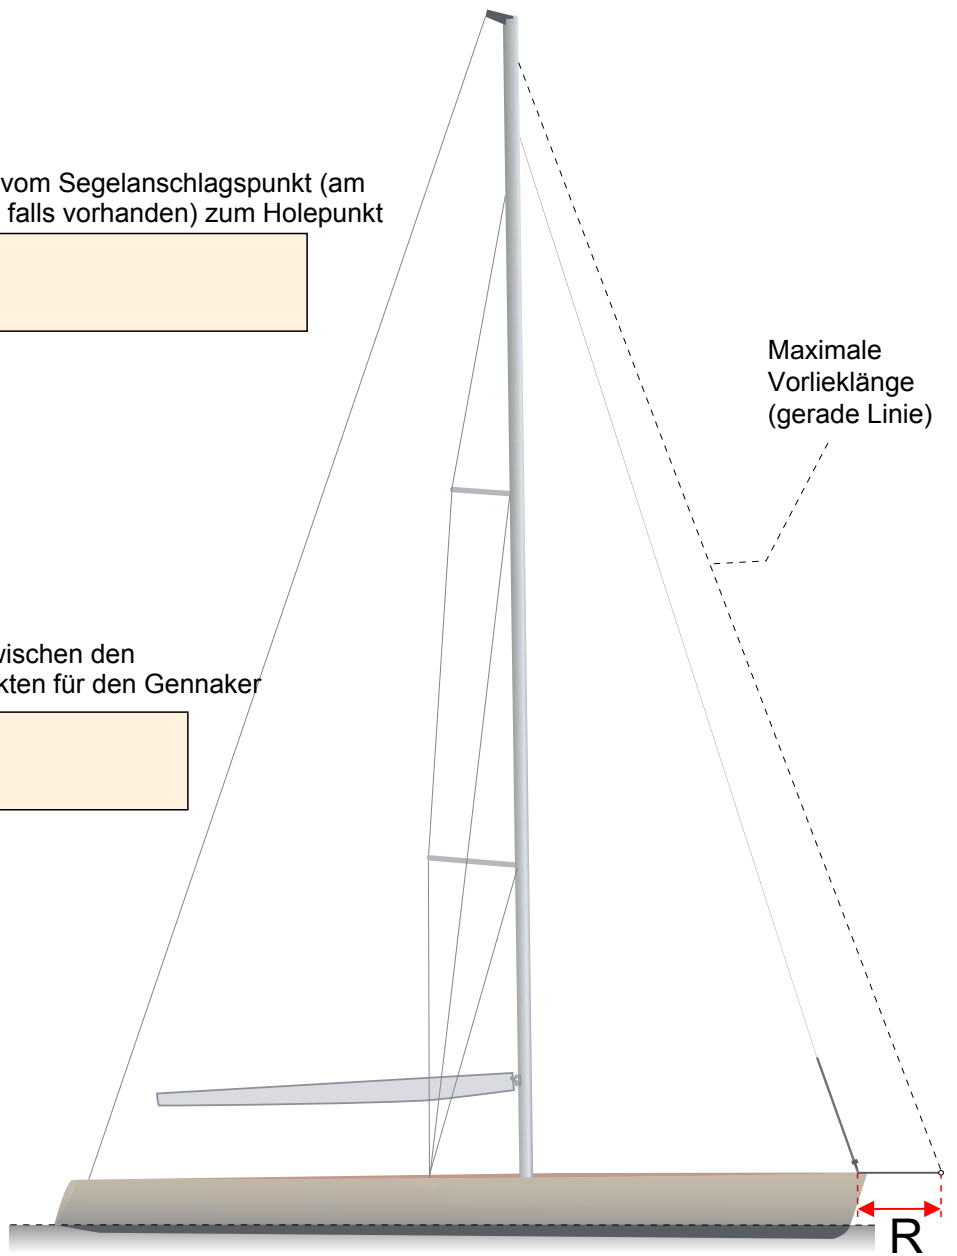 vom Segelanschlagspunkt (am
falls vorhanden) zum Holepunkt
Maximale
Vorlieklänge
(gerade Linie)
wischen den
kten für den Gennaker
R